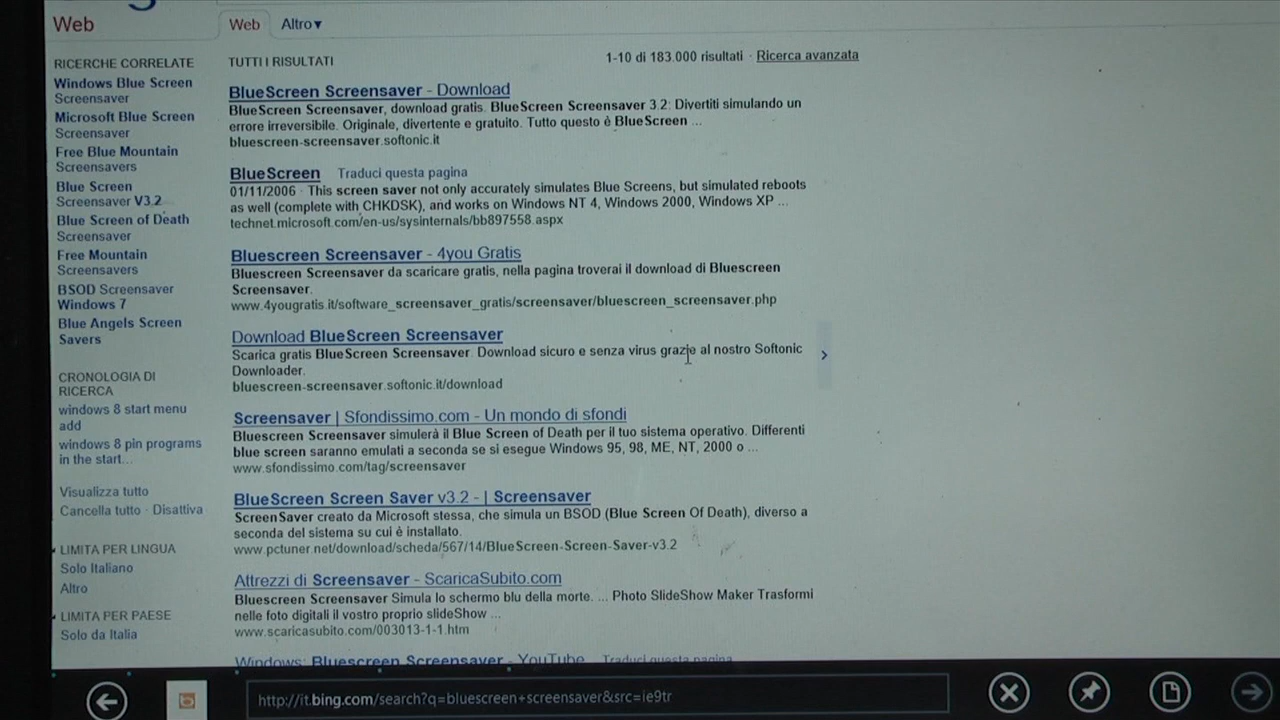 Web
Web Altro▼
RICERCHE CORRELATE
Windows Blue Screen
Screensaver
Microsoft Blue Screen
Screensaver
Free Blue Mountain
Screensavers
Blue Screen
Screensaver V3.2
Blue Screen of Death
Screensaver
Free Mountain
Screensavers
BSOD Screensaver
Windows 7
Blue Angels Screen
Savers
CRONOLOGIA DI
RICERCA
windows 8 start menu
add
windows 8 pin programs
in the start...
Visualizza tutto
Cancella tutto · Disattiva
LIMITA PER LINGUA
Solo Italiano
Altro
LIMITA PER PAESE
Solo da Italia
TUTTI I RISULTATI
1-10 di 183.000 risultati · Ricerca avanzata
BlueScreen Screensaver - Download
BlueScreen Screensaver, download gratis. BlueScreen Screensaver 3.2: Divertiti simulando un
errore irreversibile. Originale, divertente e gratuito. Tutto questo è BlueScreen ...
bluescreen-screensaver.softonic.it
BlueScreen Traduci questa pagina
01/11/2006 · This screen saver not only accurately simulates Blue Screens, but simulated reboots
as well (complete with CHKDSK), and works on Windows NT 4, Windows 2000, Windows XP ...
technet.microsoft.com/en-us/sysinternals/bb897558.aspx
Bluescreen Screensaver - 4you Gratis
Bluescreen Screensaver da scaricare gratis, nella pagina troverai il download di Bluescreen
Screensaver.
www.4yougratis.it/software_screensaver_gratis/screensaver/bluescreen_screensaver.php
Download BlueScreen Screensaver
Scarica gratis BlueScreen Screensaver. Download sicuro e senza virus grazie al nostro Softonic
Downloader.
bluescreen-screensaver.softonic.it/download
Screensaver | Sfondissimo.com - Un mondo di sfondi
Bluescreen Screensaver simulerà il Blue Screen of Death per il tuo sistema operativo. Differenti
blue screen saranno emulati a seconda se si esegue Windows 95, 98, ME, NT, 2000 o ...
www.sfondissimo.com/tag/screensaver
BlueScreen Screen Saver v3.2 - | Screensaver
ScreenSaver creato da Microsoft stessa, che simula un BSOD (Blue Screen Of Death), diverso a
seconda del sistema su cui è installato.
www.pctuner.net/download/scheda/567/14/BlueScreen-Screen-Saver-v3.2
Attrezzi di Screensaver - ScaricaSubito.com
Bluescreen Screensaver Simula lo schermo blu della morte. ... Photo SlideShow Maker Trasformi
nelle foto digitali il vostro proprio slideShow ...
www.scaricasubito.com/003013-1-1.htm
Windows: Bluescreen Screensaver - YouTube Traduci questa pagina
http://it.bing.com/search?q=bluescreen+screensaver&src=ie9tr